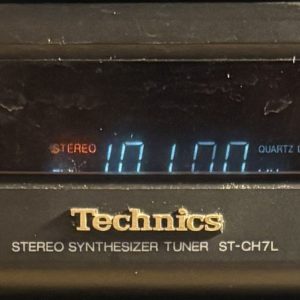 STEREO 101.00 QUARTZ
Technics
STEREO SYNTHESIZER TUNER ST-CH7L